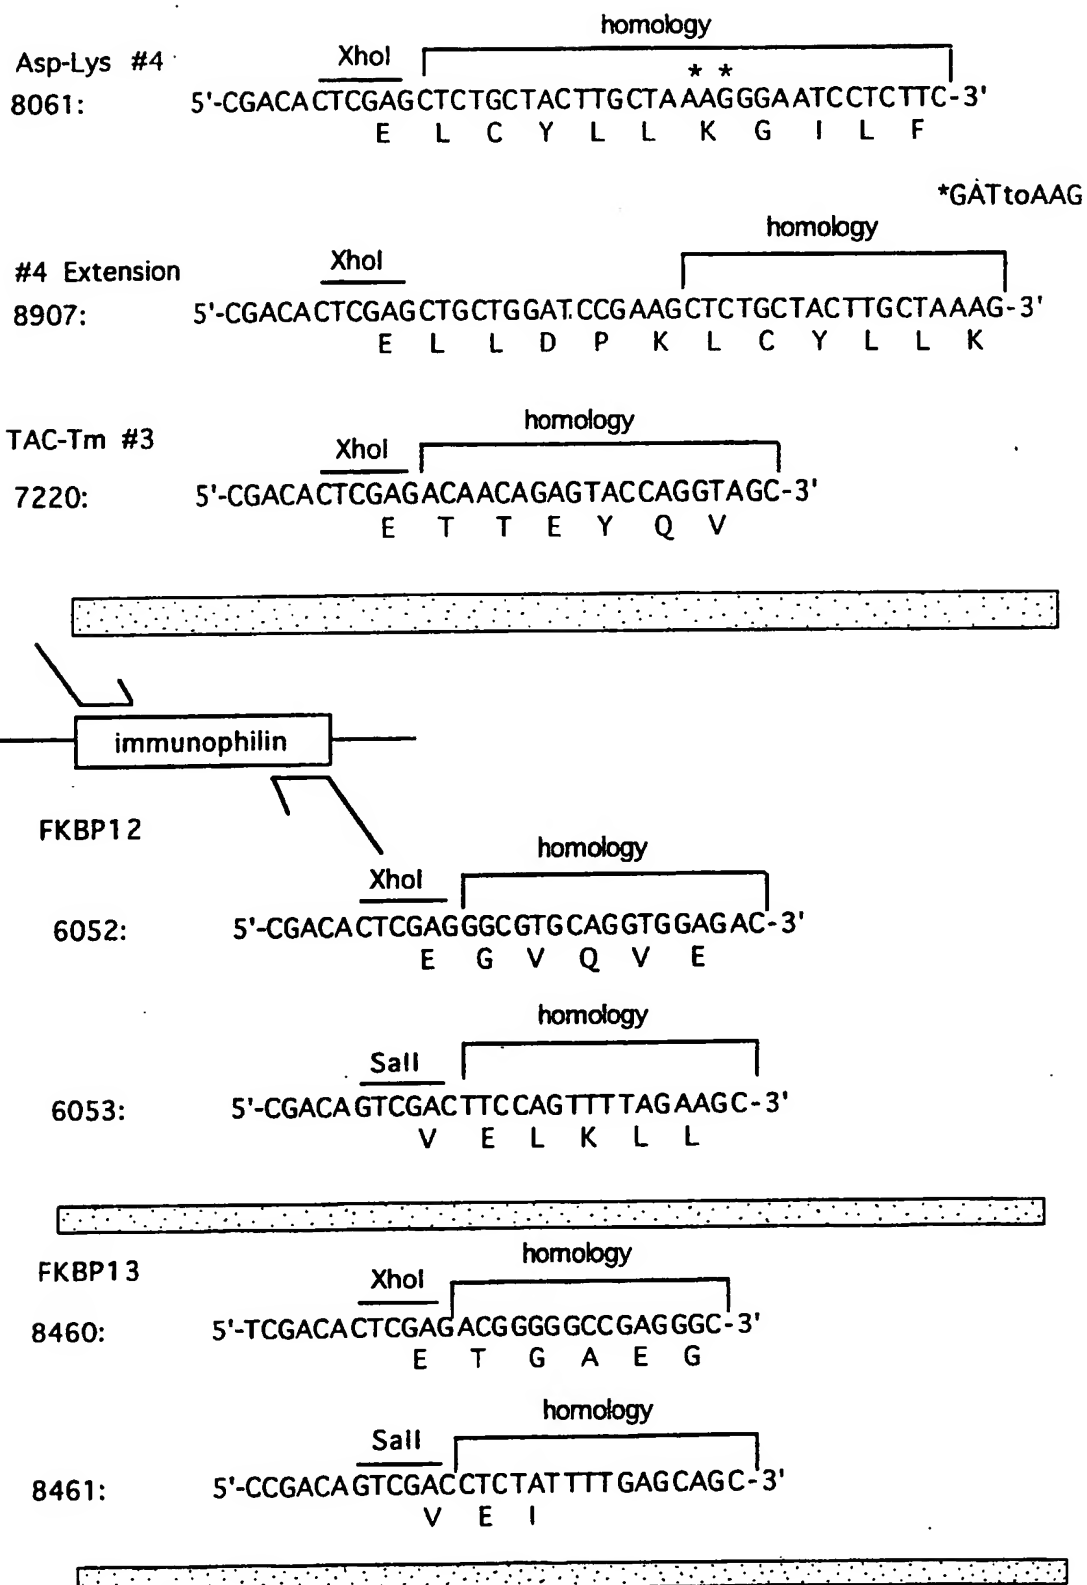 homology
Asp-Lys #4 XhoI
* *
8061: 5'-CGACACTCGAGCTCTGCTACTTGCTAAAGGGAATCCTCTTC-3'
E L C Y L L K G I L F
*GATtoAAG
homology
#4 Extension XhoI
8907: 5'-CGACACTCGAGCTGCTGGATCCGAAGCTCTGCTACTTGCTAAAG-3'
E L L D P K L C Y L L K
homology
TAC-Tm #3 XhoI
7220: 5'-CGACACTCGAGACAACAGAGTACCAGGTAGC-3'
E T T E Y Q V
immunophilin
FKBP12
homology
XhoI
6052: 5'-CGACACTCGAGGGCGTGCAGGTGGAGAC-3'
E G V Q V E
homology
SalI
6053: 5'-CGACAGTCGACTTCCAGTTTTAGAAGC-3'
V E L K L L
homology
FKBP13 XhoI
8460: 5'-TCGACACTCGAGACGGGGGCCGAGGGC-3'
E T G A E G
homology
SalI
8461: 5'-CCGACAGTCGACCTCTATTTTGAGCAGC-3'
V E I